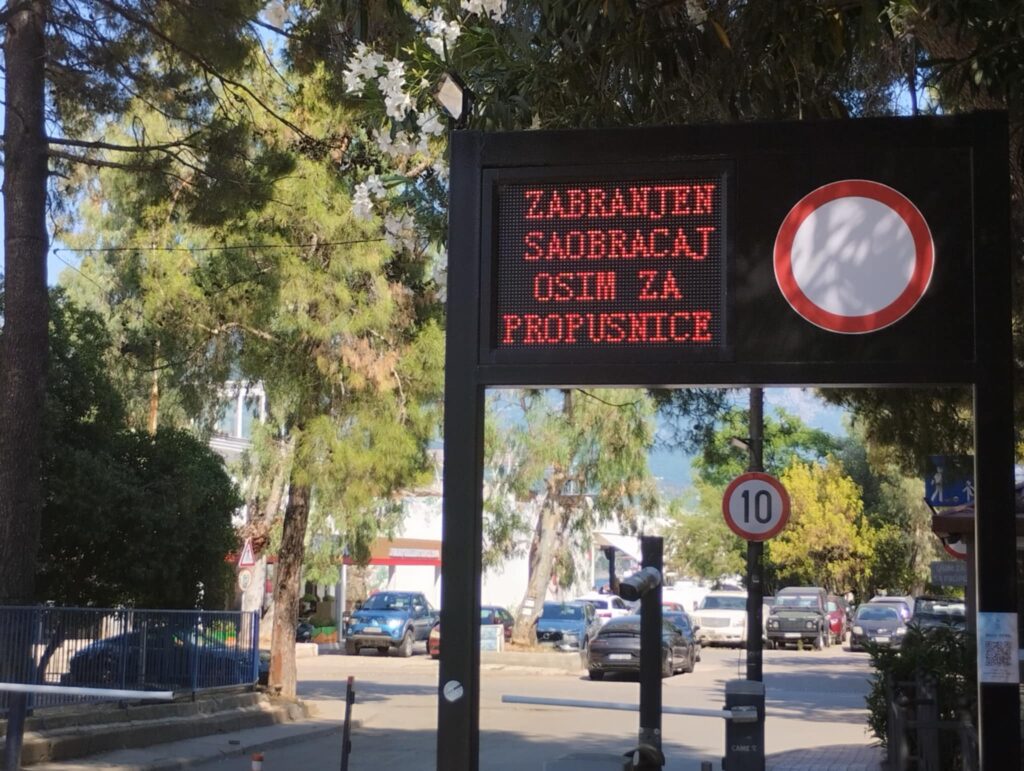 ZABRANJEN
SAOBRACAJ
OSIM ZA
PROPUSNICE
10